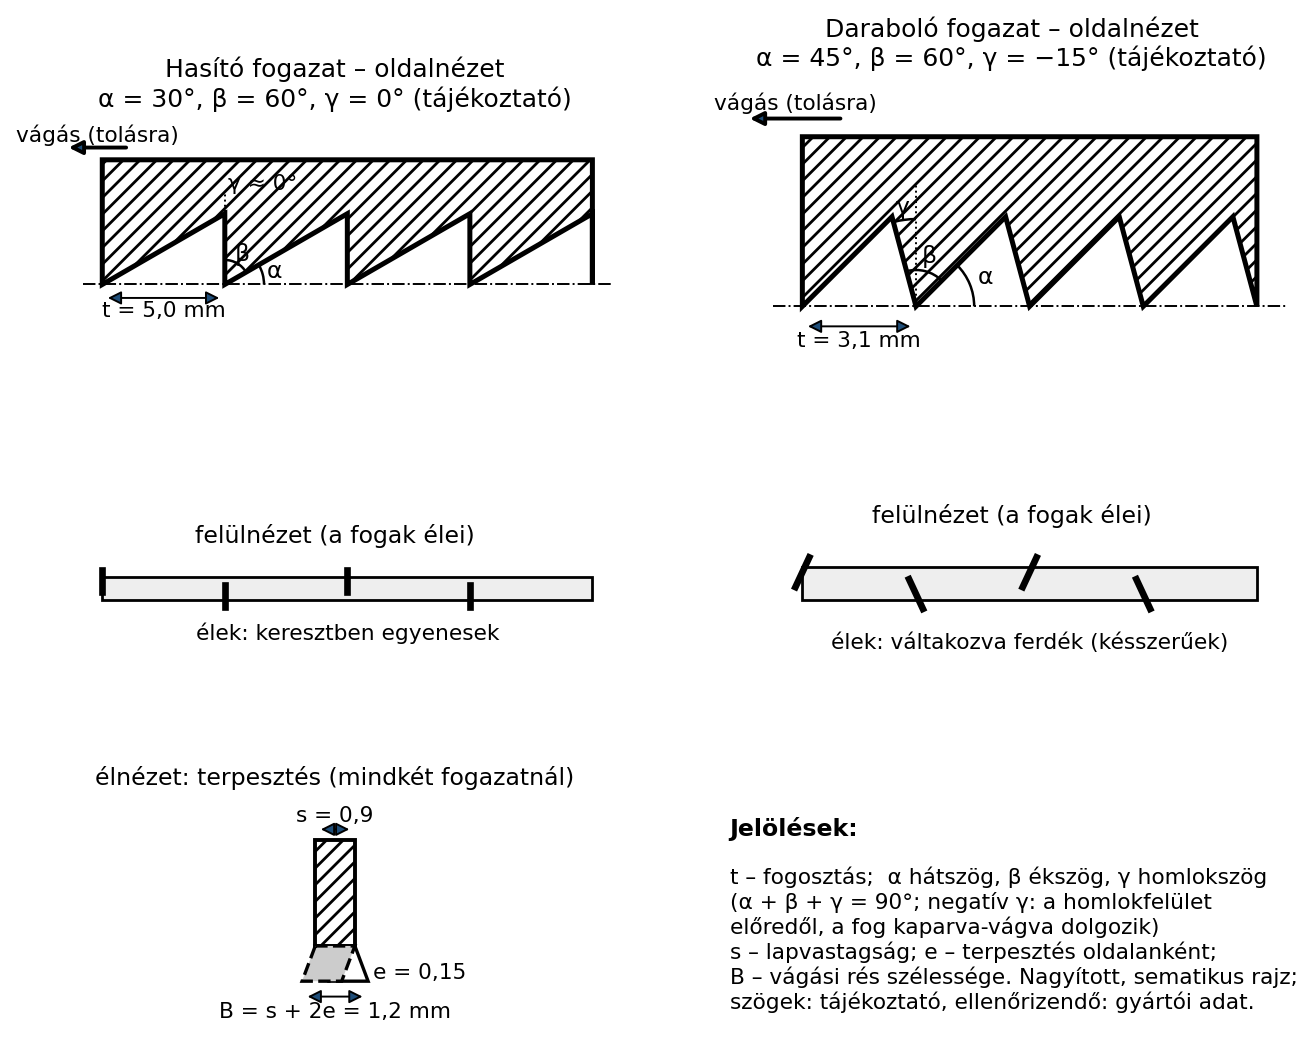 Hasító fogazat – oldalnézet
α = 30°, β = 60°, γ = 0° (tájékoztató)
vágás (tolásra)
γ ≈ 0°
β
α
t = 5,0 mm
Daraboló fogazat – oldalnézet
α = 45°, β = 60°, γ = −15° (tájékoztató)
vágás (tolásra)
γ
β
α
t = 3,1 mm
felülnézet (a fogak élei)
élek: keresztben egyenesek
felülnézet (a fogak élei)
élek: váltakozva ferdék (késszerűek)
élnézet: terpesztés (mindkét fogazatnál)
s = 0,9
e = 0,15
B = s + 2e = 1,2 mm
Jelölések:
t – fogosztás;  α hátszög, β ékszög, γ homlokszög
(α + β + γ = 90°; negatív γ: a homlokfelület
előredől, a fog kaparva-vágva dolgozik)
s – lapvastagság; e – terpesztés oldalanként;
B – vágási rés szélessége. Nagyított, sematikus rajz;
szögek: tájékoztató, ellenőrizendő: gyártói adat.